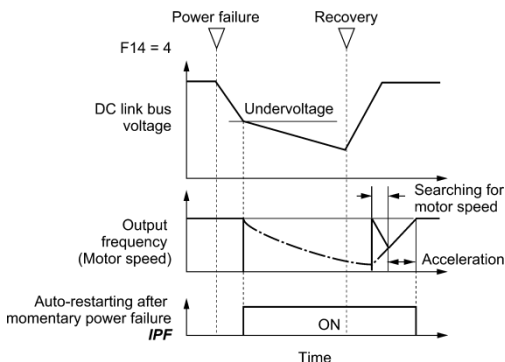 Power failure
Recovery
F14 = 4
DC link bus
voltage
Undervoltage
Searching for
motor speed
Output
frequency
(Motor speed)
Acceleration
Auto-restarting after
momentary power failure
IPF
ON
Time